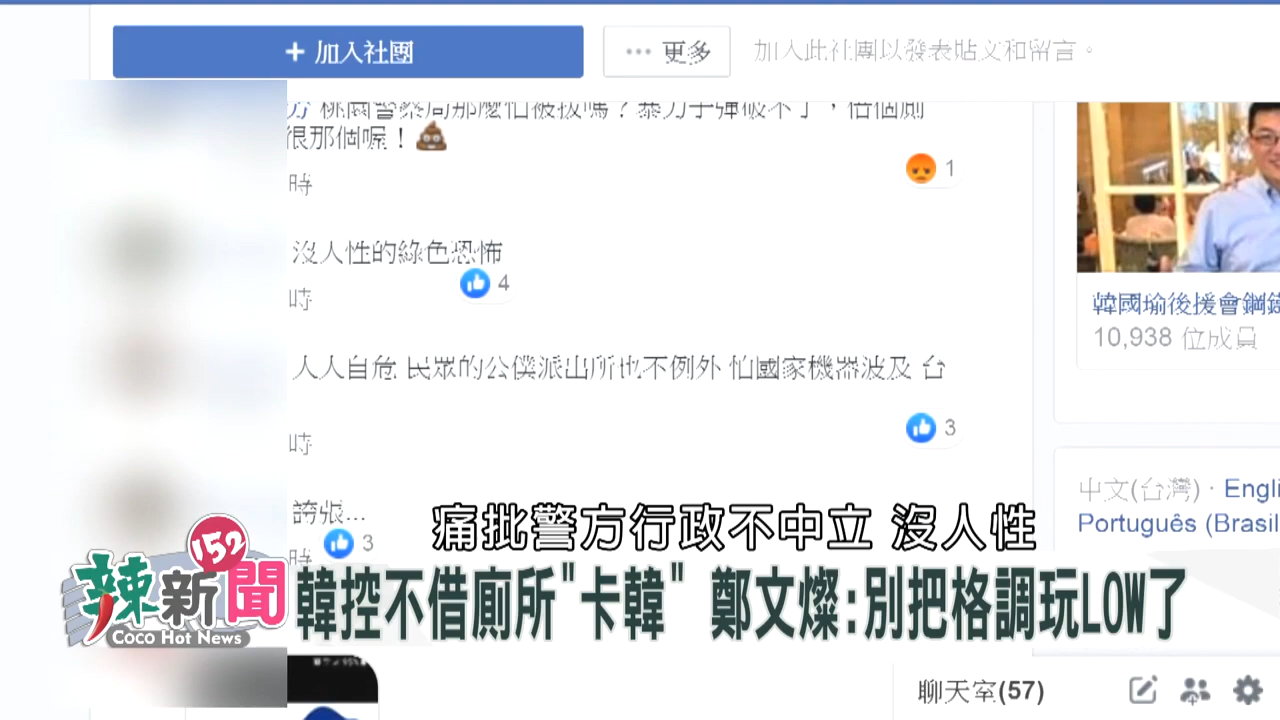 + 加入社團
··· 更多
加入此社團以發表貼文和留言。
桃園警察局那麼怕被拔嗎？暴力子彈破不了，借個廁
很那個喔！💩
時
1
沒人性的綠色恐怖
4
時
韓國瑜後援會鋼鐵
10,938 位成員
人人自危 民眾的公僕派出所也不例外 怕國家機器波及 台
3
時
中文(台灣) · Engli
Português (Brasil
誇張...
3
時
痛批警方行政不中立 沒人性
152
辣新聞
Coco Hot News
韓控不借廁所"卡韓" 鄭文燦:別把格調玩LOW了
聊天室(57)